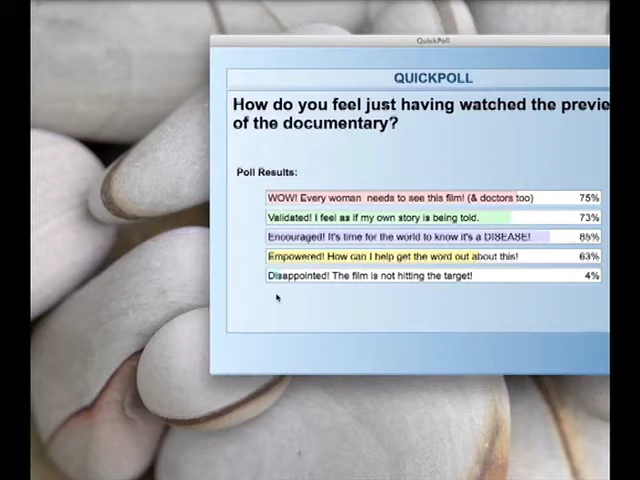 QuickPoll
QUICKPOLL
How do you feel just having watched the previe
of the documentary?
Poll Results:
WOW! Every woman needs to see this film! (& doctors too) 75%
Validated! I feel as if my own story is being told. 73%
Encouraged! It's time for the world to know it's a DISEASE! 85%
Empowered! How can I help get the word out about this! 63%
Disappointed! The film is not hitting the target! 4%